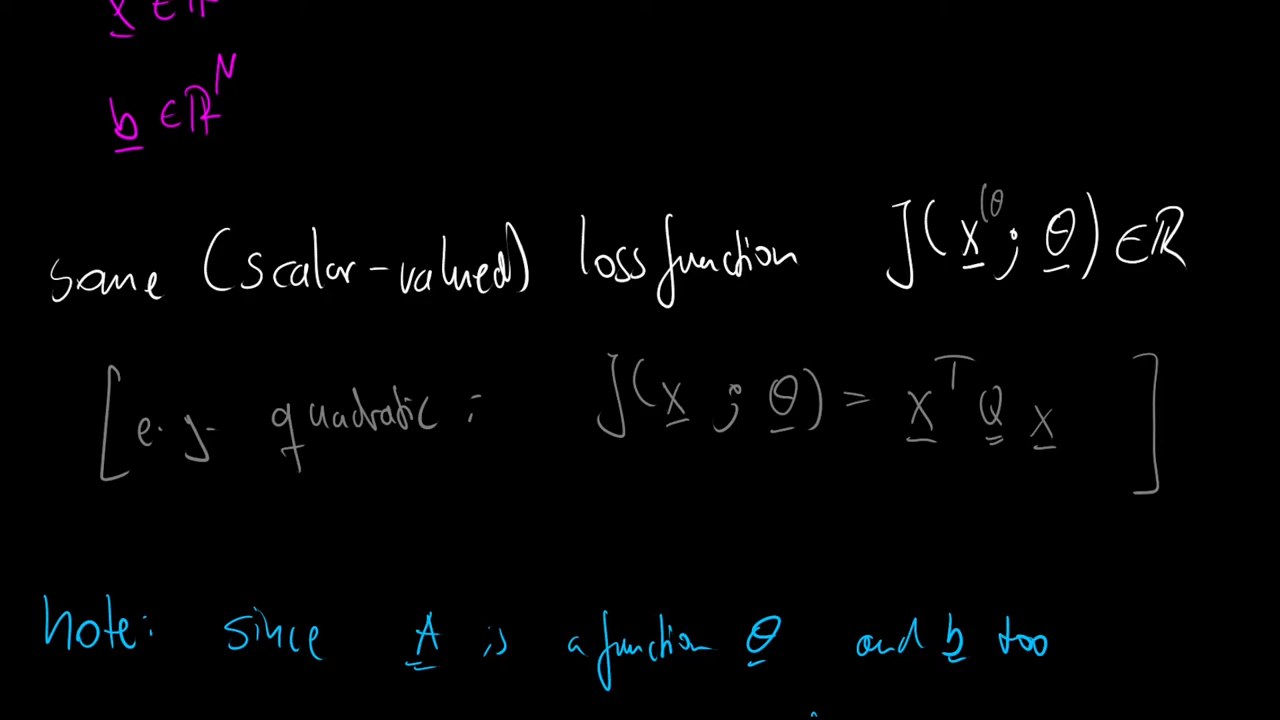 x ∈ ℝ
b ∈ ℝ^N
some (scalar-valued) loss function J(x^(θ; θ) ∈ ℝ
[e.g. quadratic: J(x; θ) = x^T Q x ]
note: since A is a function θ and b too